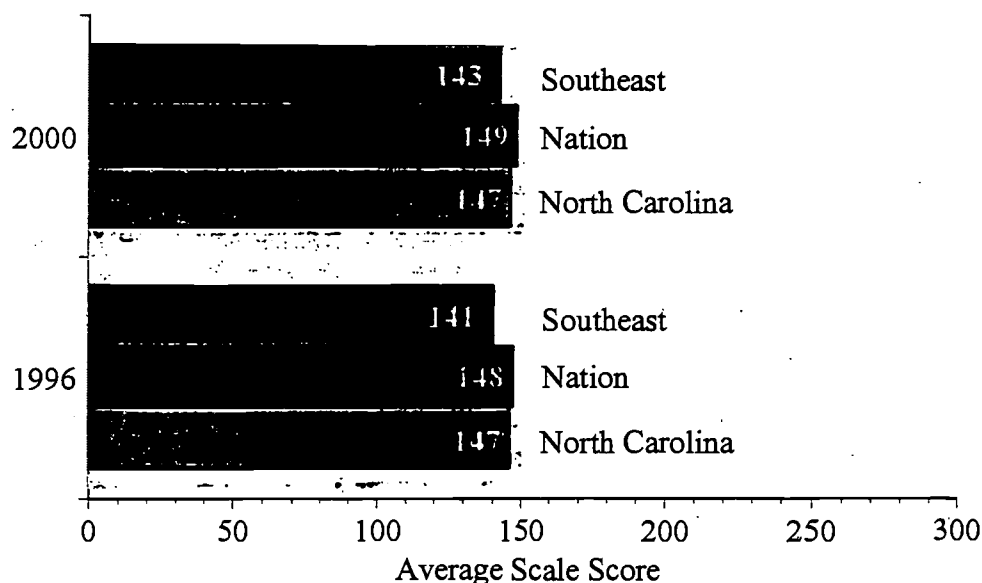 143 Southeast
2000 149 Nation
147 North Carolina
141 Southeast
1996 148 Nation
147 North Carolina
0 50 100 150 200 250 300
Average Scale Score